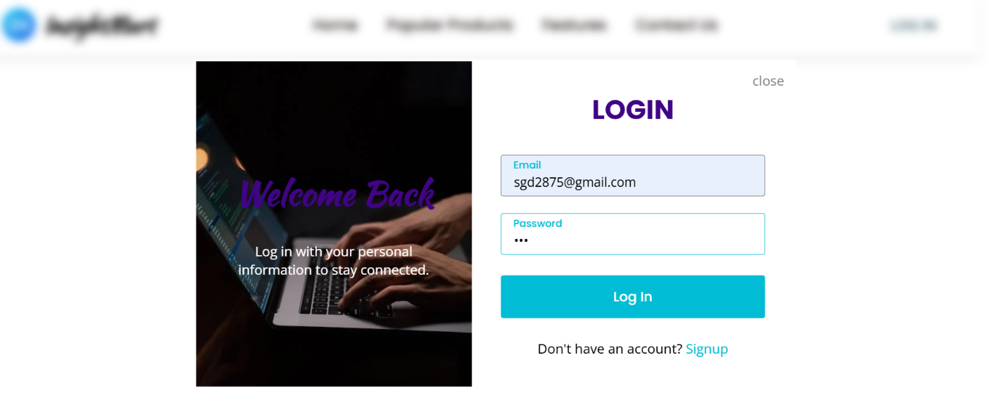 InsightMart
Home Popular Products Features Contact Us LOG IN
close
LOGIN
Email
sgd2875@gmail.com
Welcome Back
Password
•••
Log in with your personal
information to stay connected.
Log In
Don't have an account? Signup